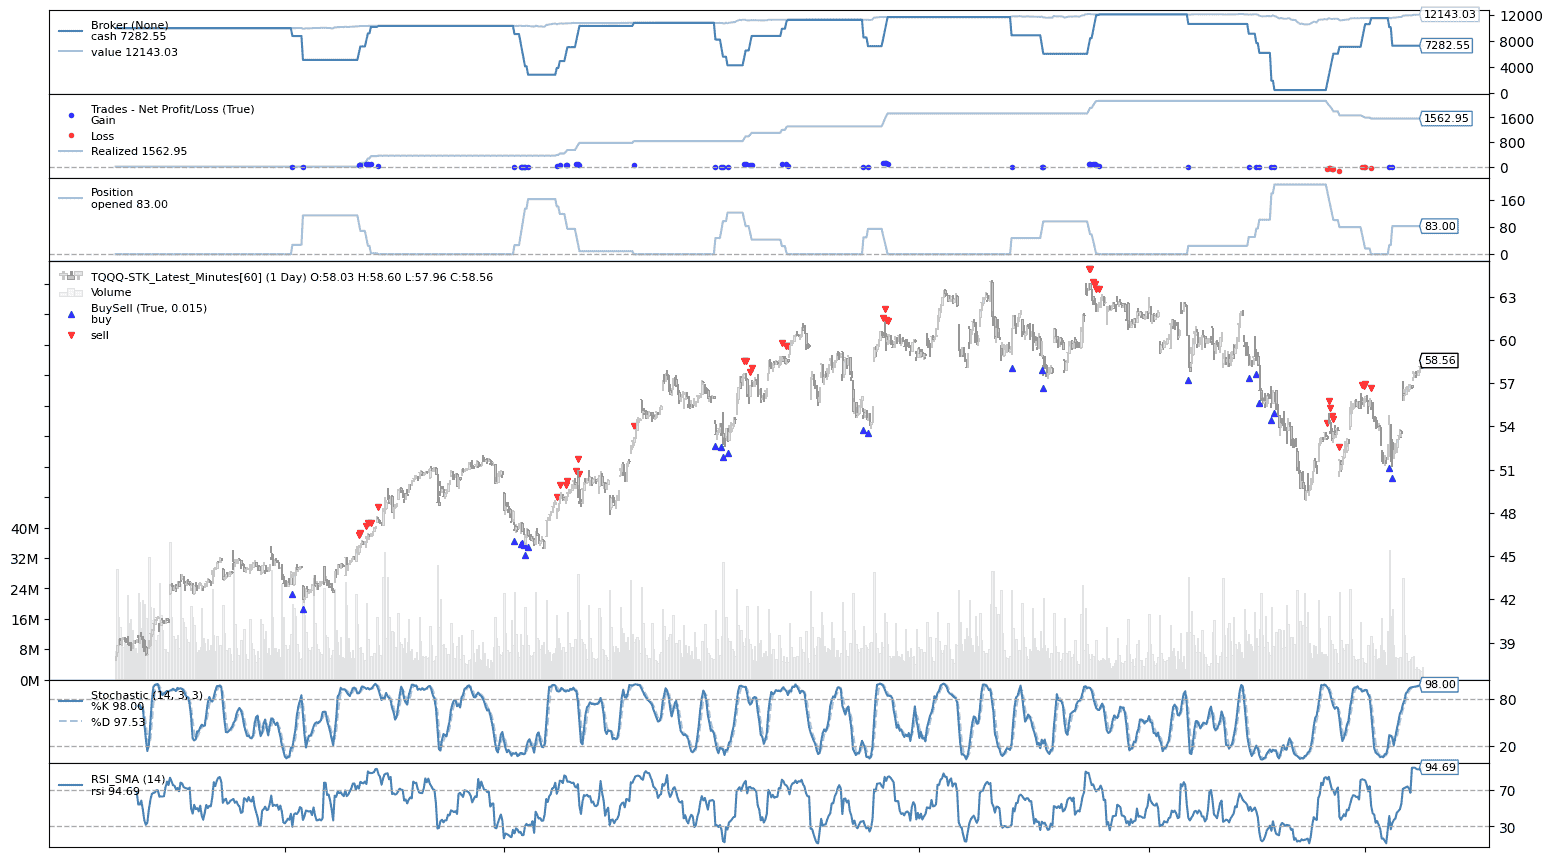 Broker (None)
cash 7282.55
value 12143.03
12143.03
12000
8000
7282.55
4000
0
Trades - Net Profit/Loss (True)
Gain
Loss
Realized 1562.95
1600
1562.95
800
0
Position
opened 83.00
160
80
83.00
0
TQQQ-STK_Latest_Minutes[60] (1 Day) O:58.03 H:58.60 L:57.96 C:58.56
Volume
BuySell (True, 0.015)
buy
sell
63
60
58.56
57
54
51
48
45
42
39
40M
32M
24M
16M
8M
0M
Stochastic (14, 3, 3)
%K 98.00
%D 97.53
98.00
80
20
RSI_SMA (14)
rsi 94.69
94.69
70
30